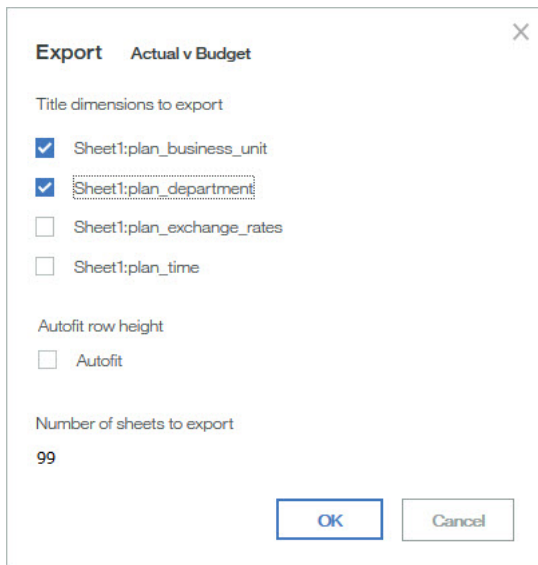 Export Actual v Budget
Title dimensions to export
Sheet1:plan_business_unit
Sheet1:plan_department
Sheet1:plan_exchange_rates
Sheet1:plan_time
Autofit row height
Autofit
Number of sheets to export
99
OK Cancel